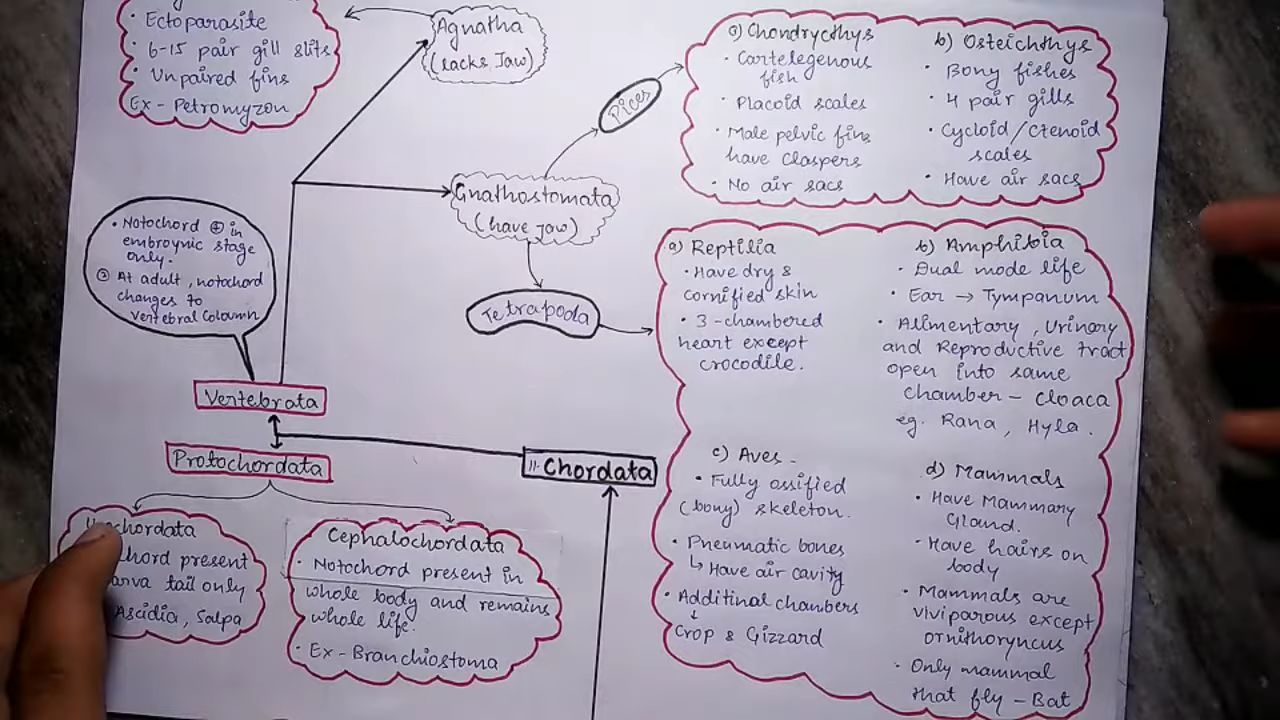 • Ectoparasite
• 6-15 pair gill slits
• Unpaired fins
Ex- Petromyzon
Agnatha
(lacks Jaw)
Pices
a) Chondrycthys
• Cartelegenous
fish
• Placoid scales
• Male pelvic fins
have Claspers
• No air sacs
b) Osteichthys
• Bony fishes
• 4 pair gills
• Cycloid/Ctenoid
scales
• Have air sacs
Gnathostomata
(have jaw)
• Notochord ⊕ in
embroynic stage
only.
② At adult, notochord
changes to
vertebral coloumn
Tetrapoda
a) Reptilia
• Have dry &
cornified skin
• 3-chambered
heart except
crocodile.
b) Amphibia
• Dual mode life
• Ear → Tympanum
• Alimentary, Urinary
and Reproductive tract
open into same
chamber – cloaca
eg. Rana, Hyla.
Vertebrata
Protochordata
II. Chordata
c) Aves -
• Fully ossified
(bony) skeleton.
• Pneumatic bones
↳ Have air cavity
• Additinal chambers
↓
Crop & Gizzard
d) Mammals
• Have Mammary
Gland.
• Have hairs on
body
• Mammals are
viviparous except
ornithoryncus
• Only mammal
that fly – Bat
chordata
chord present
tail only
Ascidia, Salpa
Cephalochordata
• Notochord present in
whole body and remains
whole life.
• Ex- Branchiostoma